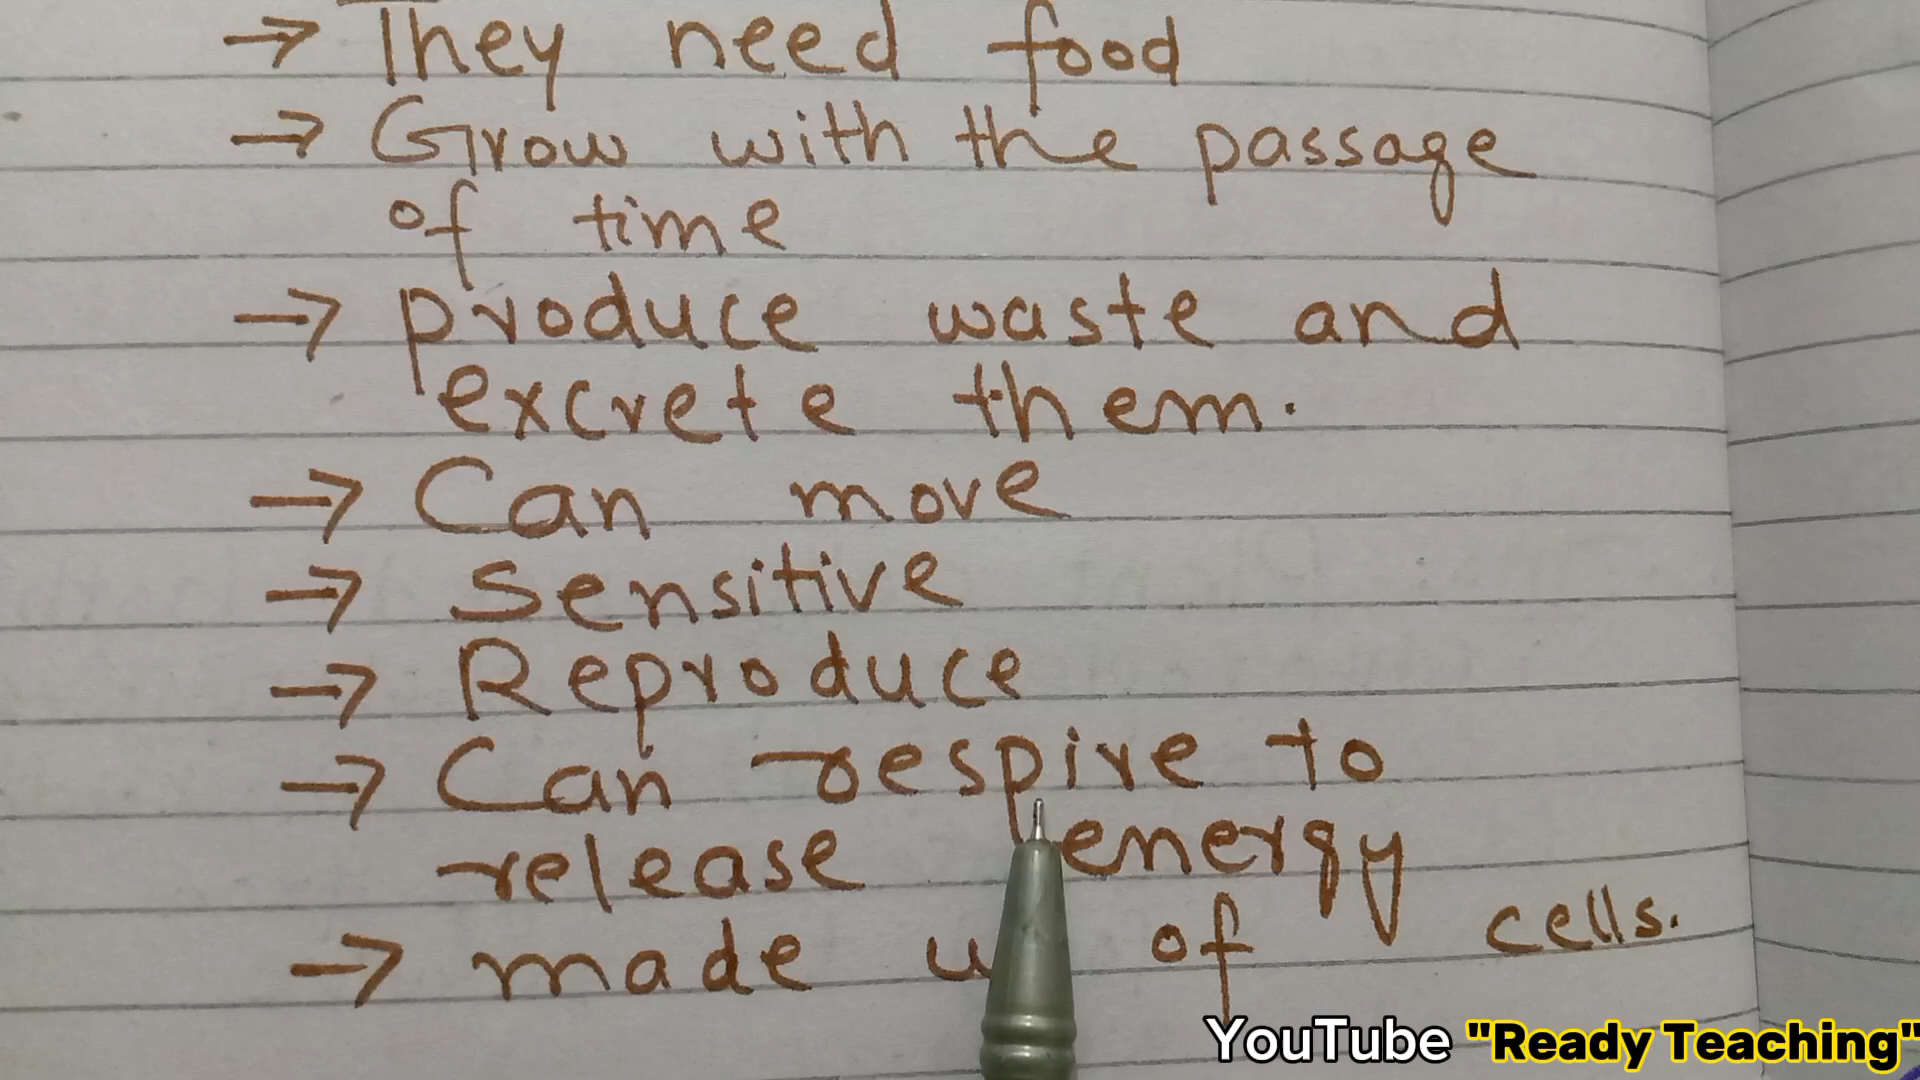 → They need food
→ Grow with the passage
of time
→ produce waste and
excrete them.
→ Can move
→ Sensitive
→ Reproduce
→ Can respire to
release energy
→ made of cells.
YouTube "Ready Teaching"